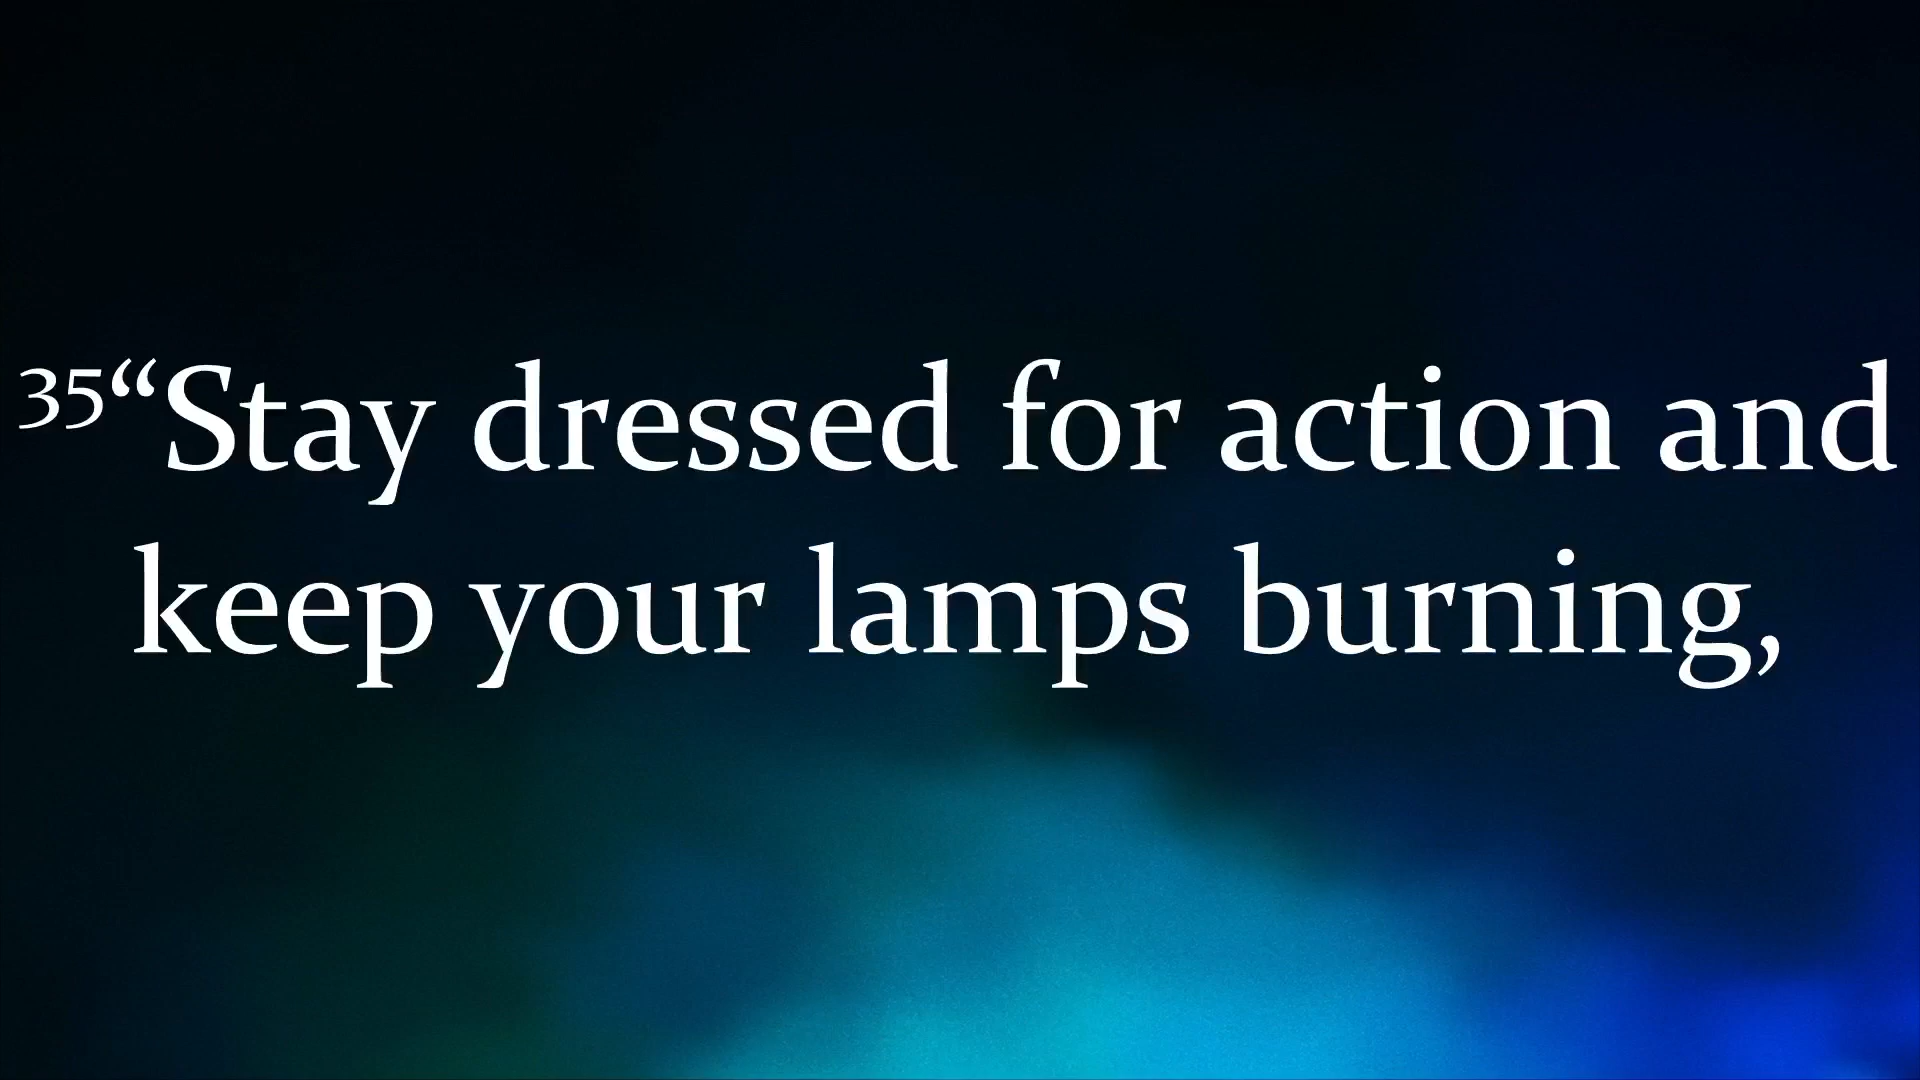 ³⁵“Stay dressed for action and
keep your lamps burning,